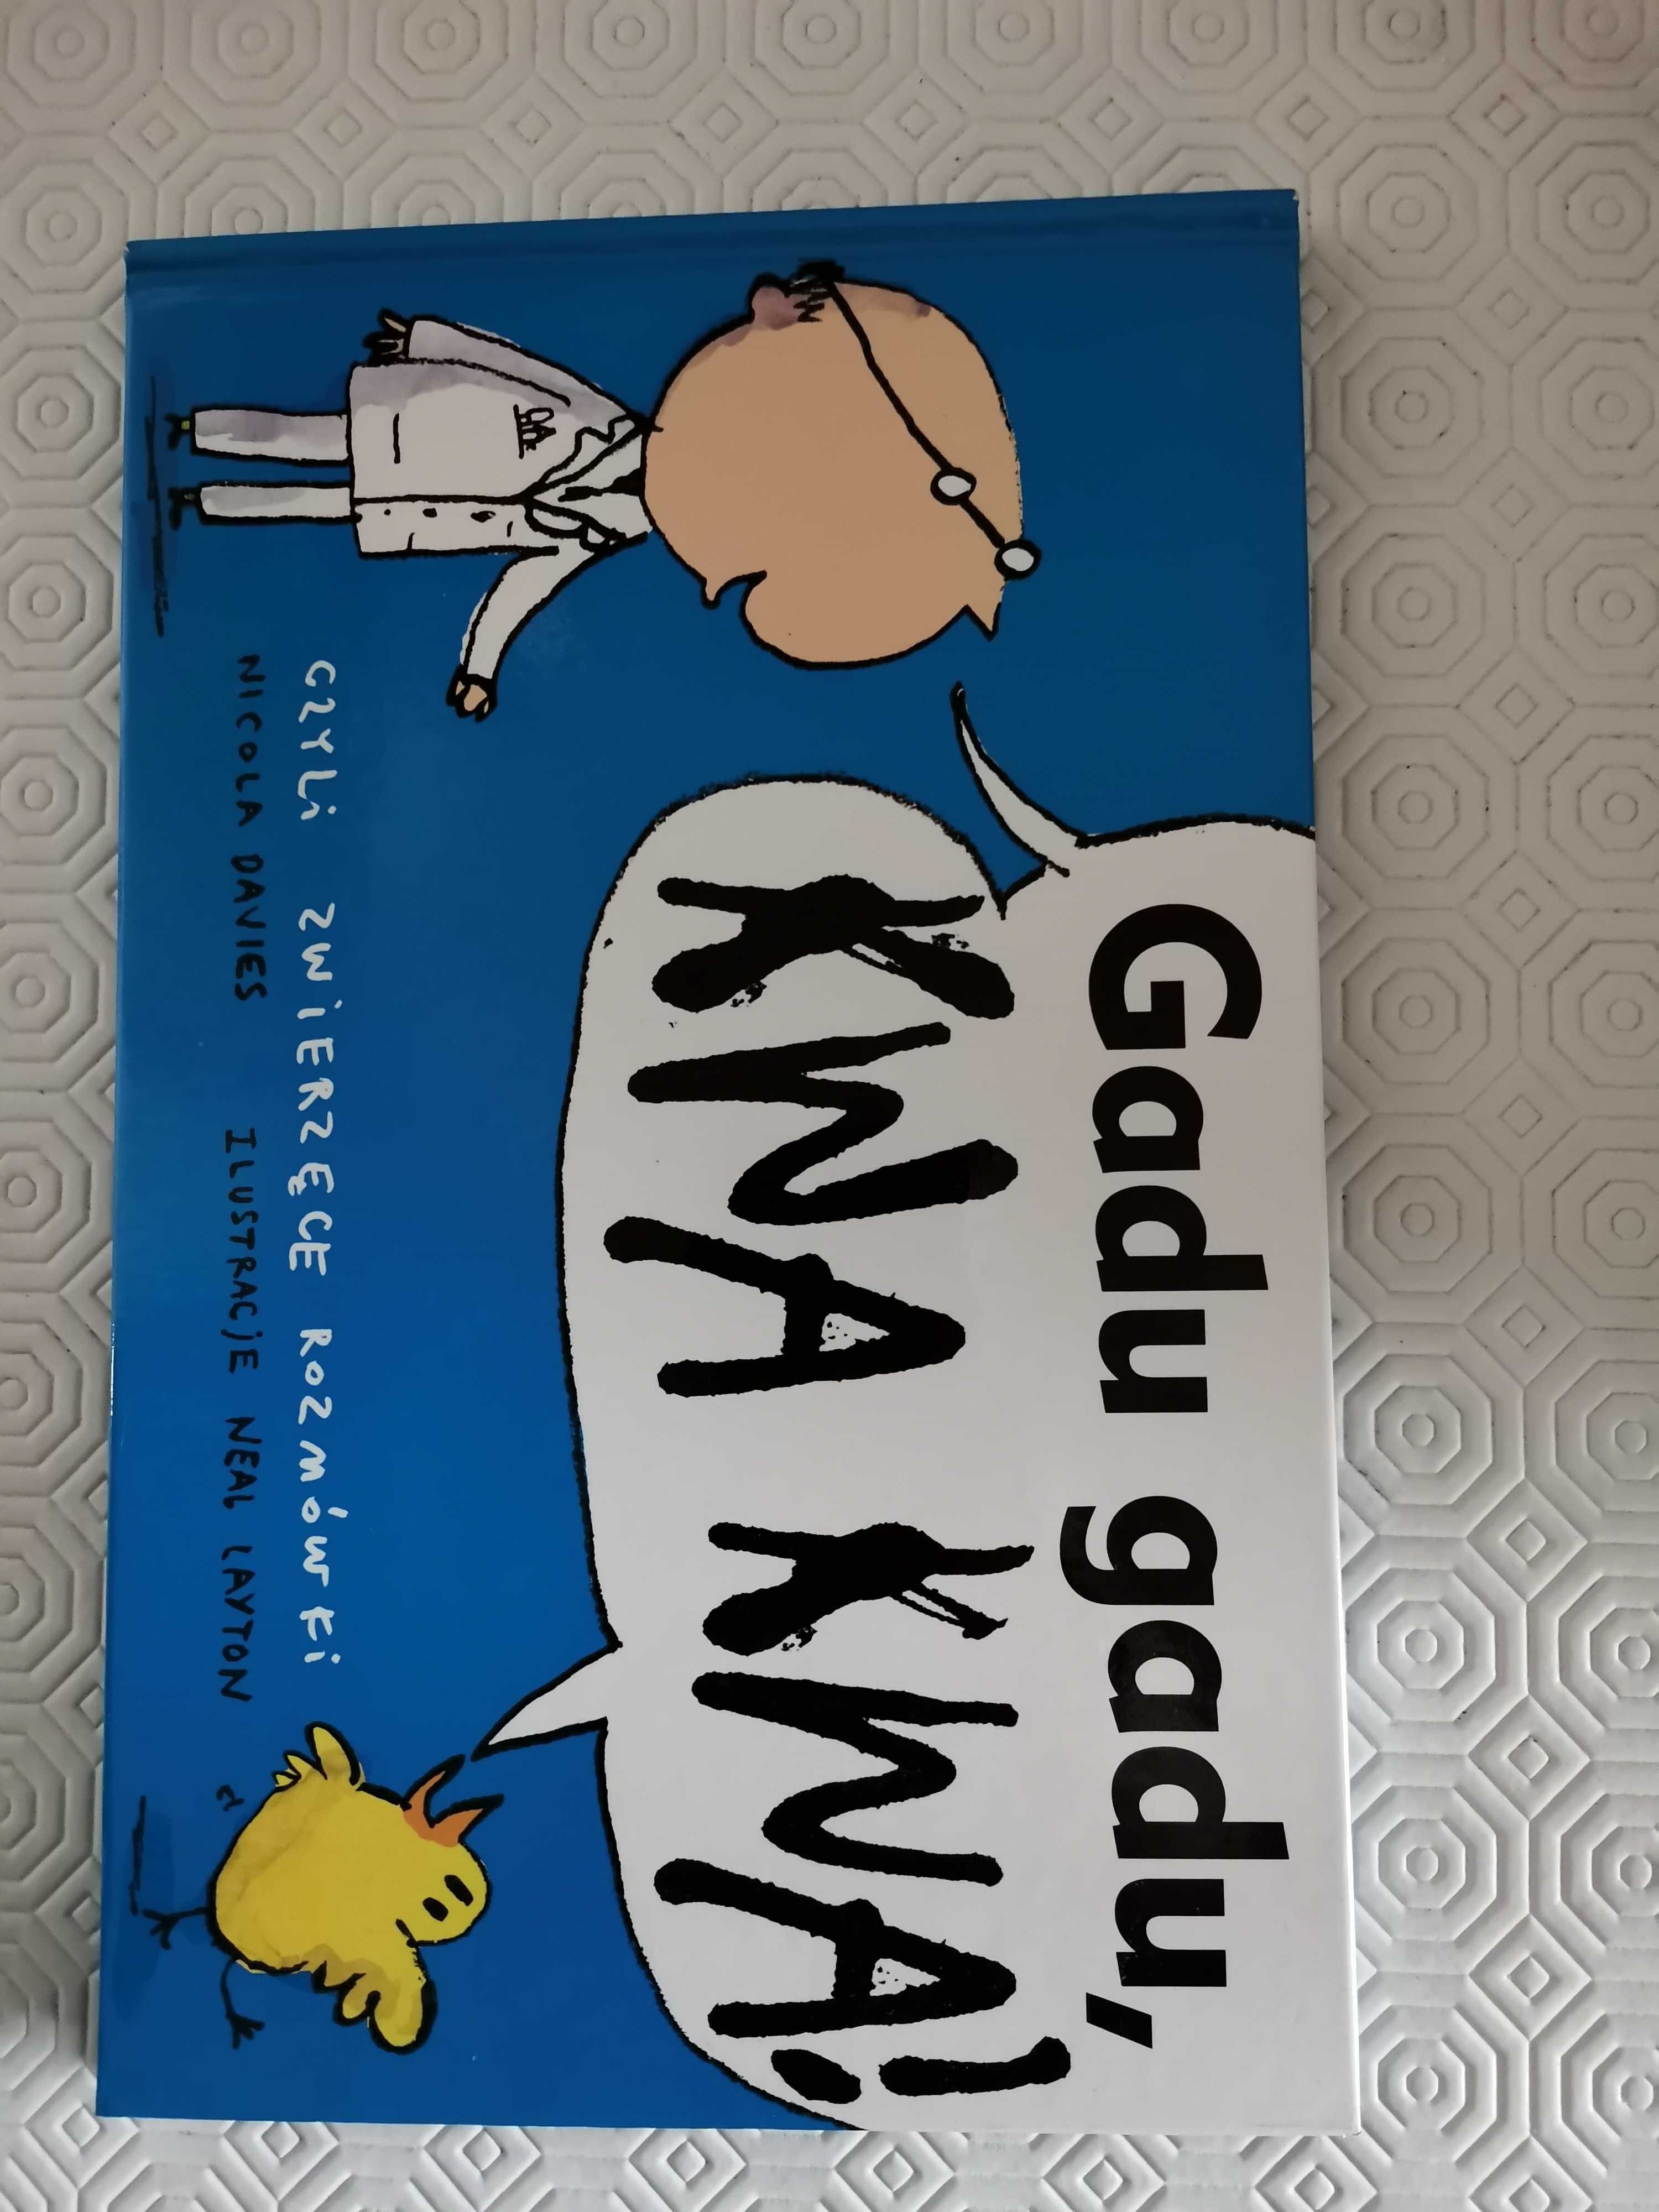 Gadu gadu,
KWA KWA!
CZYLi ZWiERZĘCE ROZMÓWKi
NICOLA DAVIES ILUSTRACjE NEAL LAYTON